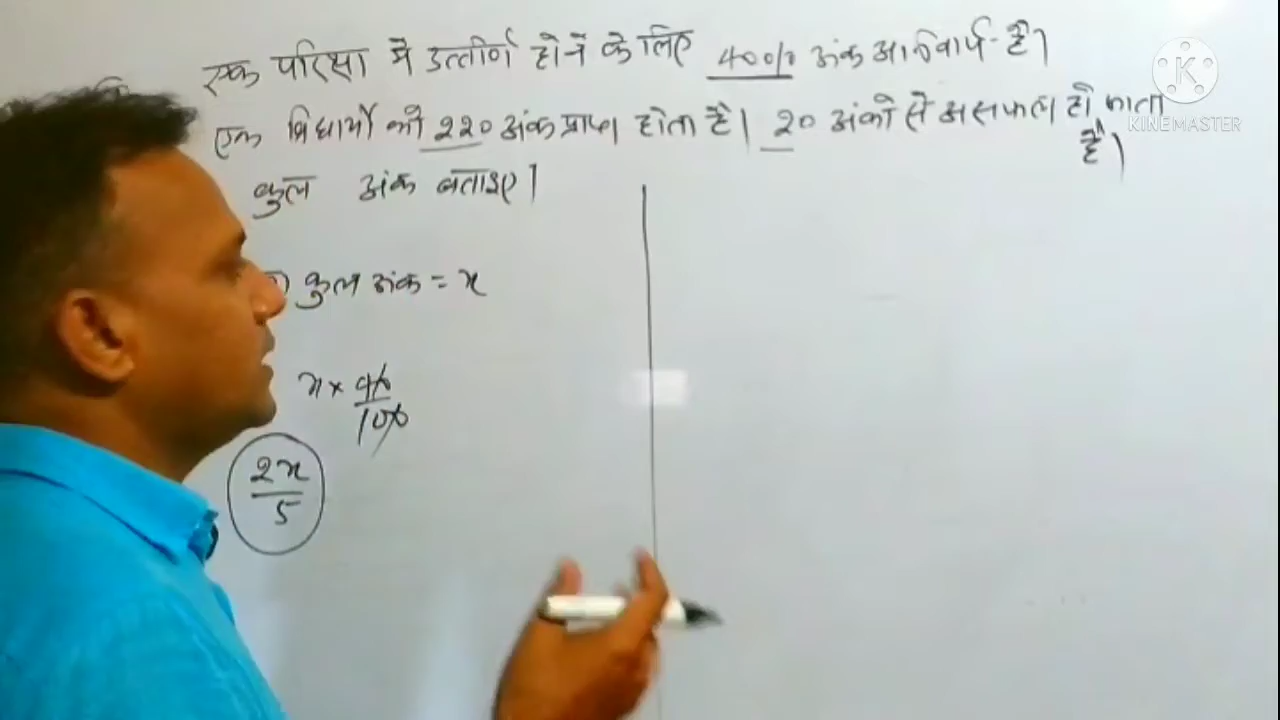 एक परिक्षा में उत्तीर्ण होने के लिए 40% अंक अनिवार्य है।
एक विद्यार्थी को 220 अंक प्राप्त होता है। 20 अंकों से असफल हो जाता है।
कुल अंक बताइए।
कुल अंक = x
x × 40/100
2x/5
K
KINEMASTER